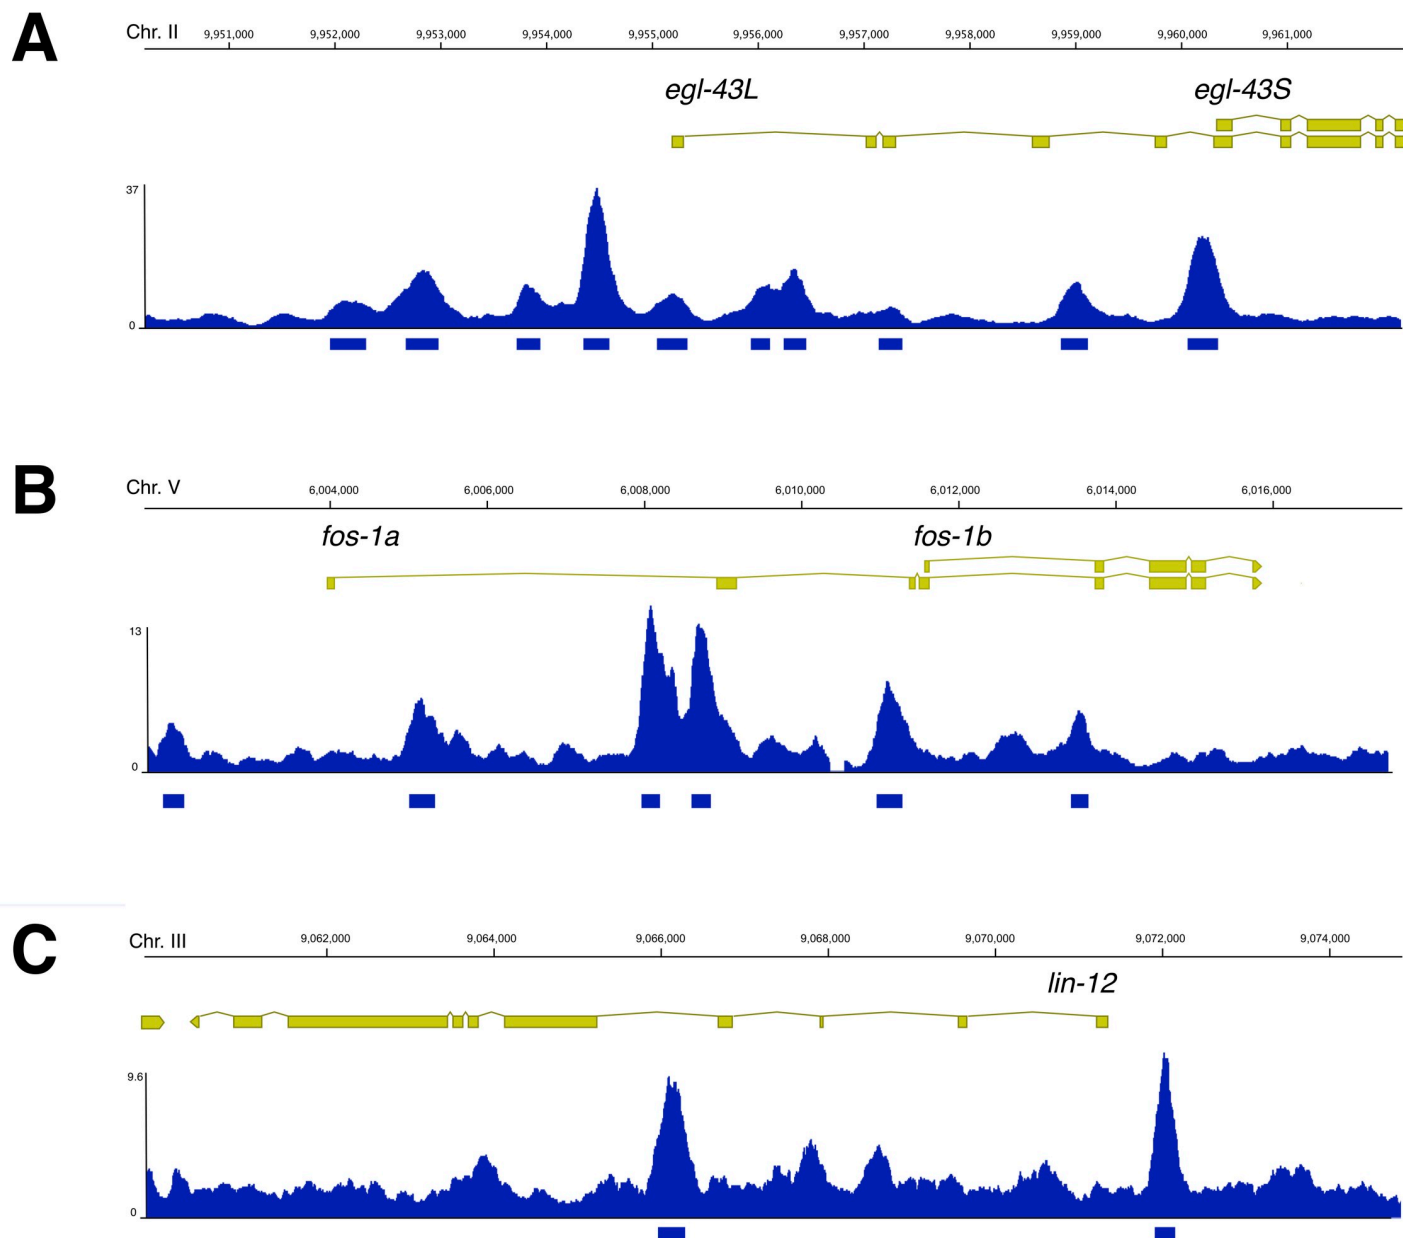 A
Chr. II 9,951,000 9,952,000 9,953,000 9,954,000 9,955,000 9,956,000 9,957,000 9,958,000 9,959,000 9,960,000 9,961,000
egl-43L egl-43S
37
0
B
Chr. V 6,004,000 6,006,000 6,008,000 6,010,000 6,012,000 6,014,000 6,016,000
fos-1a fos-1b
13
0
C
Chr. III 9,062,000 9,064,000 9,066,000 9,068,000 9,070,000 9,072,000 9,074,000
lin-12
9.6
0